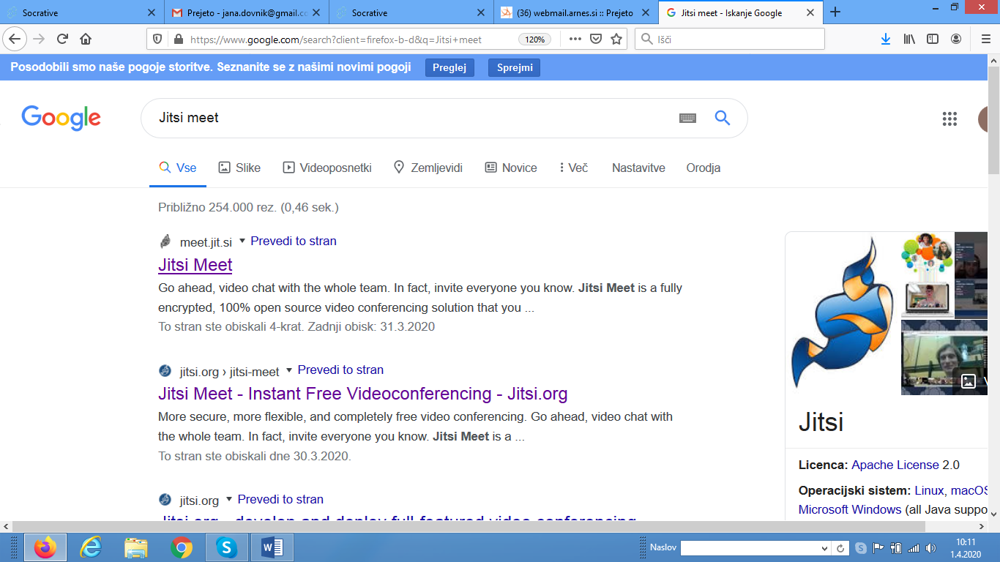 Socrative
Prejeto - jana.dovnik@gmail.co
Socrative
(36) webmail.arnes.si :: Prejeto
Jitsi meet - Iskanje Google
https://www.google.com/search?client=firefox-b-d&q=Jitsi+meet
120%
Išči
Posodobili smo naše pogoje storitve. Seznanite se z našimi novimi pogoji
Preglej
Sprejmi
Google
Jitsi meet
Vse
Slike
Videoposnetki
Zemljevidi
Novice
Več
Nastavitve
Orodja
Približno 254.000 rez. (0,46 sek.)
meet.jit.si
Prevedi to stran
Jitsi Meet
Go ahead, video chat with the whole team. In fact, invite everyone you know. Jitsi Meet is a fully
encrypted, 100% open source video conferencing solution that you ...
To stran ste obiskali 4-krat. Zadnji obisk: 31.3.2020
jitsi.org › jitsi-meet
Prevedi to stran
Jitsi Meet - Instant Free Videoconferencing - Jitsi.org
More secure, more flexible, and completely free video conferencing. Go ahead, video chat with
the whole team. In fact, invite everyone you know. Jitsi Meet is a ...
To stran ste obiskali dne 30.3.2020.
jitsi.org
Prevedi to stran
Jitsi.org - develop and deploy full-featured video conferencing
Jitsi
Licenca: Apache License 2.0
Operacijski sistem: Linux, macOS
Microsoft Windows (all Java suppo
Naslov
10:11
1.4.2020